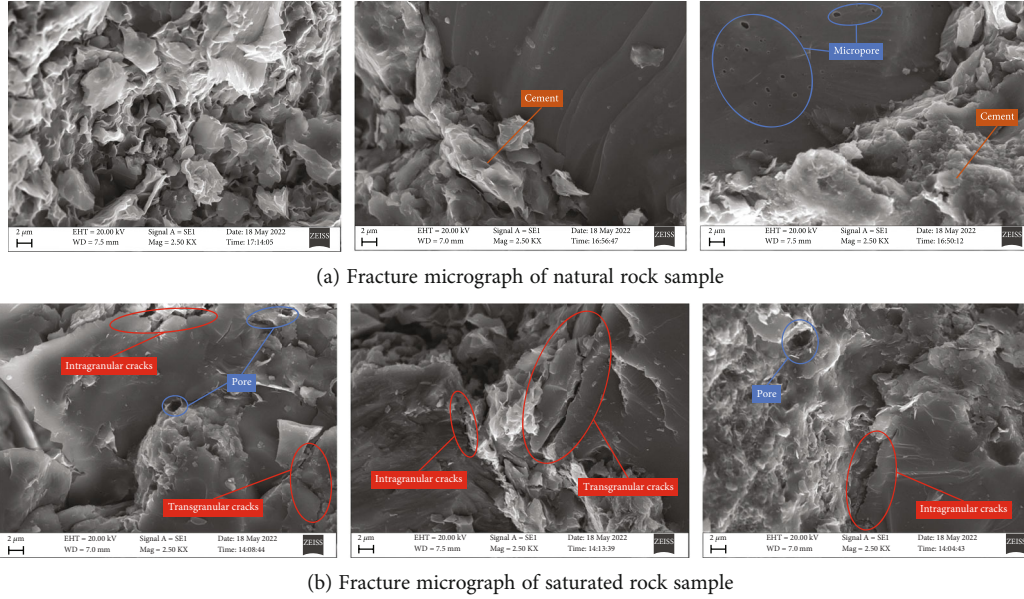 Cement
Micropore
Cement
2 μm
EHT = 20.00 kV Signal A = SE1 Date: 18 May 2022
WD = 7.5 mm Mag = 2.50 KX Time: 17:14:05
ZEISS
2 μm
EHT = 20.00 kV Signal A = SE1 Date: 18 May 2022
WD = 7.0 mm Mag = 2.50 KX Time: 16:56:47
ZEISS
2 μm
EHT = 20.00 kV Signal A = SE1 Date: 18 May 2022
WD = 7.5 mm Mag = 2.50 KX Time: 16:50:12
ZEISS
(a) Fracture micrograph of natural rock sample
Intragranular cracks
Pore
Transgranular cracks
Intragranular cracks
Transgranular cracks
Pore
Intragranular cracks
2 μm
EHT = 20.00 kV Signal A = SE1 Date: 18 May 2022
WD = 7.0 mm Mag = 2.50 KX Time: 14:08:44
ZEISS
2 μm
EHT = 20.00 kV Signal A = SE1 Date: 18 May 2022
WD = 7.5 mm Mag = 2.50 KX Time: 14:13:39
ZEISS
2 μm
EHT = 20.00 kV Signal A = SE1 Date: 18 May 2022
WD = 7.0 mm Mag = 2.50 KX Time: 14:04:43
ZEISS
(b) Fracture micrograph of saturated rock sample